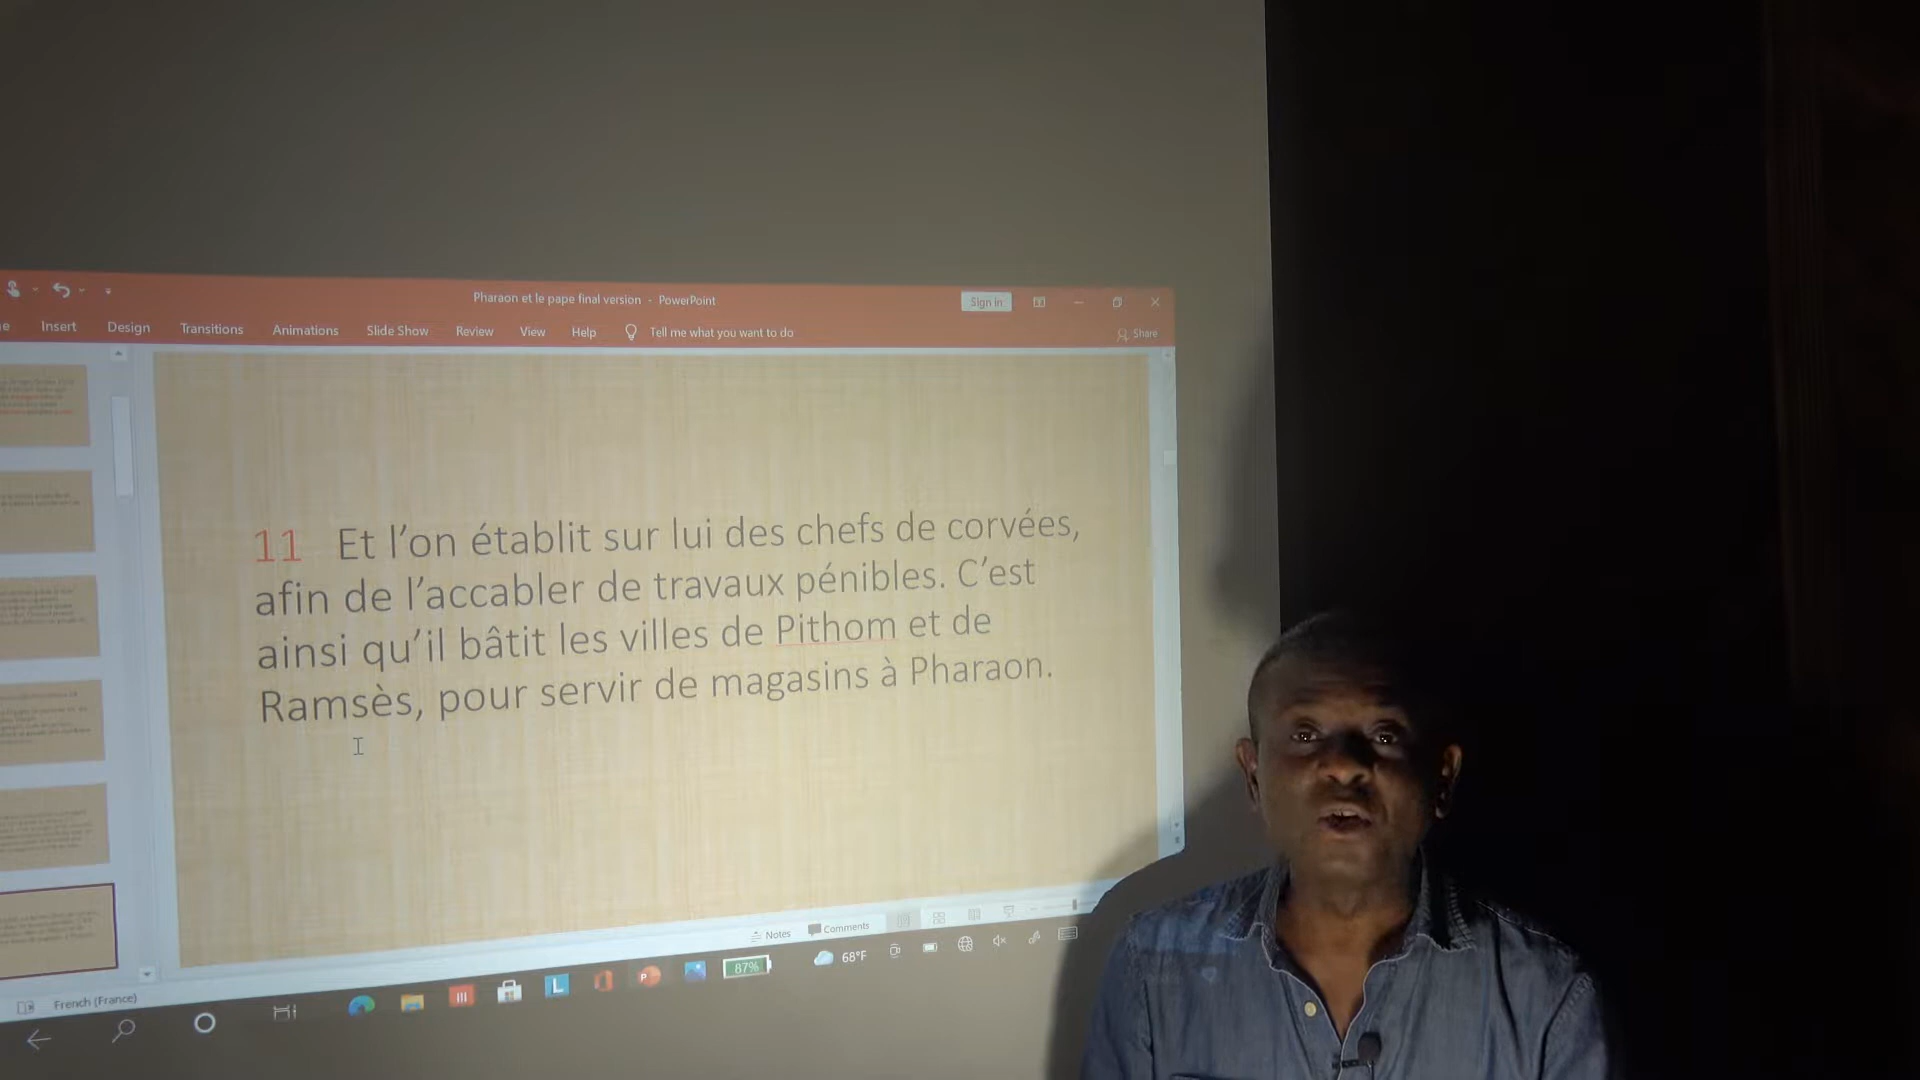 Pharaon et le pape final version - PowerPoint
Sign in
Insert Design Transitions Animations Slide Show Review View Help Tell me what you want to do Share
11 Et l'on établit sur lui des chefs de corvées,
afin de l'accabler de travaux pénibles. C'est
ainsi qu'il bâtit les villes de Pithom et de
Ramsès, pour servir de magasins à Pharaon.
Notes Comments
French (France)
87% 68°F